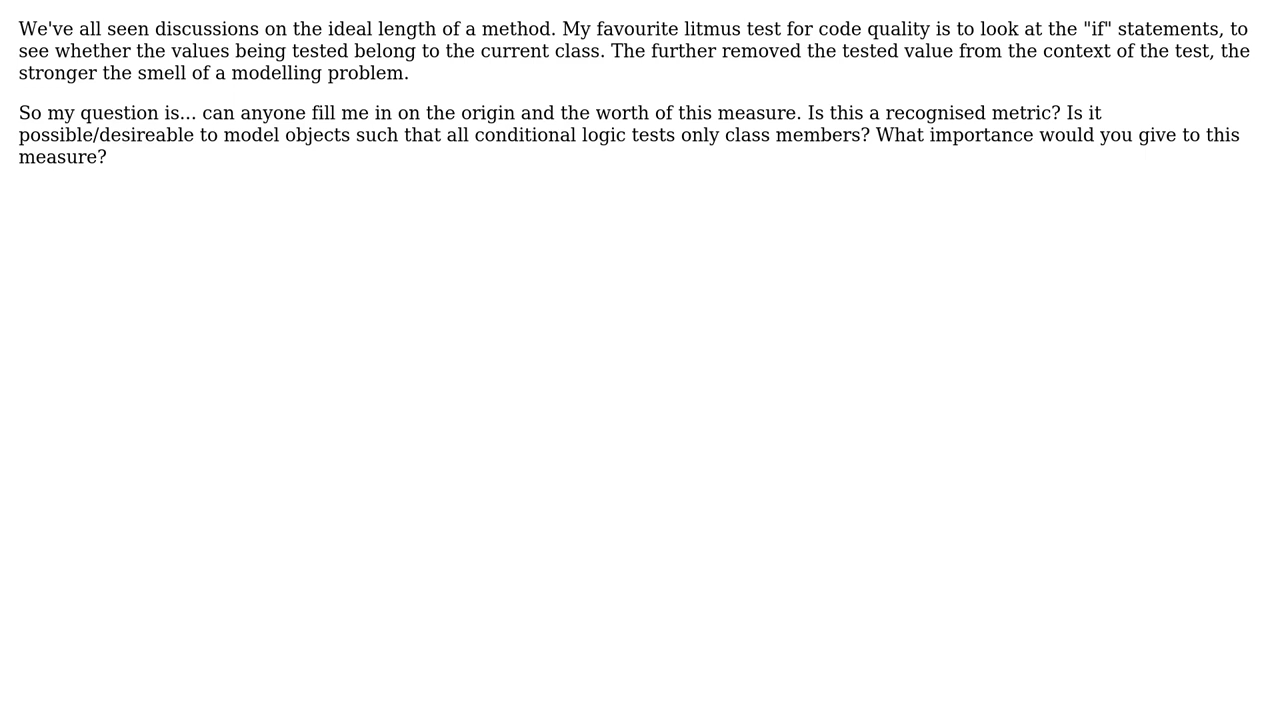 We've all seen discussions on the ideal length of a method. My favourite litmus test for code quality is to look at the "if" statements, to
see whether the values being tested belong to the current class. The further removed the tested value from the context of the test, the
stronger the smell of a modelling problem.
So my question is... can anyone fill me in on the origin and the worth of this measure. Is this a recognised metric? Is it
possible/desireable to model objects such that all conditional logic tests only class members? What importance would you give to this
measure?